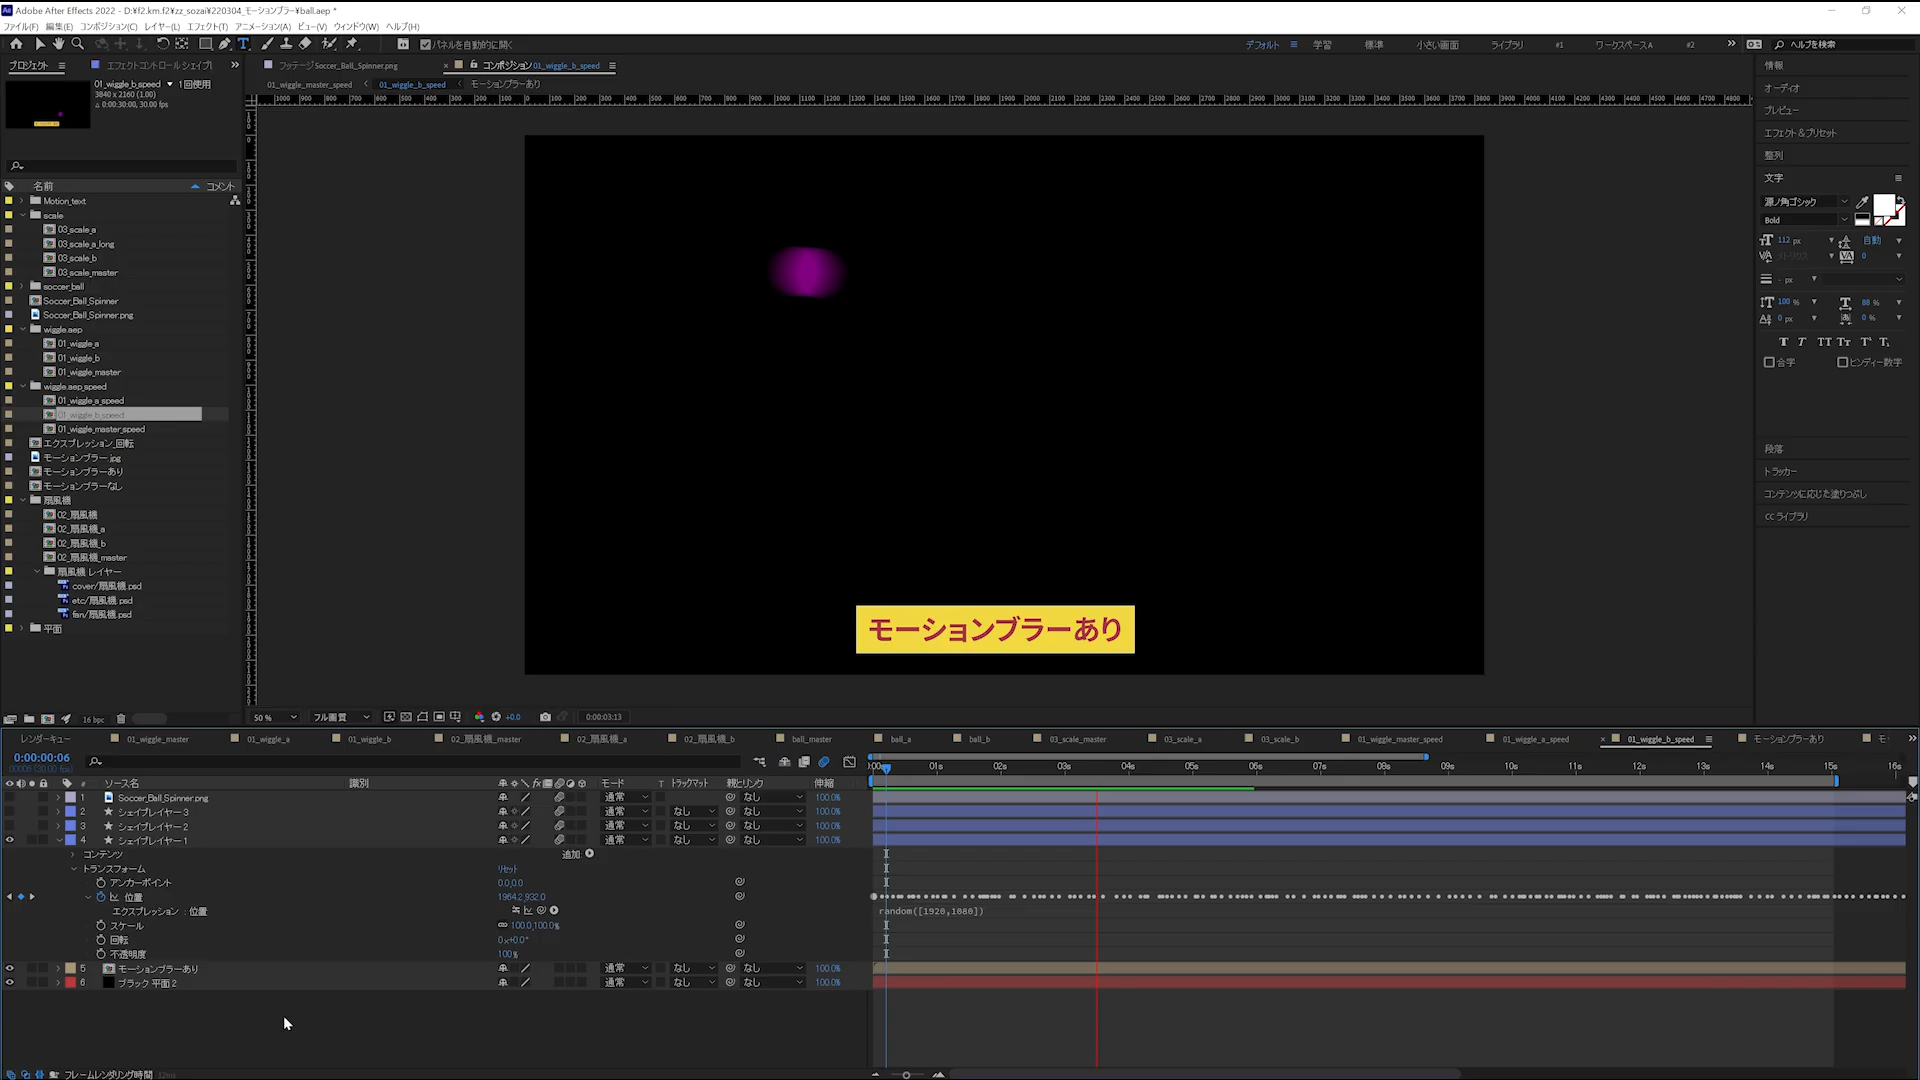 Adobe After Effects 2022 - D:¥f2.km.f2¥zz_sozai¥220304_モーションブラー¥ball.aep *
ファイル(F) 編集(E) コンポジション(C) レイヤー(L) エフェクト(T) アニメーション(A) ビュー(V) ウィンドウ(W) ヘルプ(H)
パネルを自動的に開く
デフォルト 学習 標準 小さい画面 ライブラリ #1 ワークスペースA #2 ヘルプを検索
プロジェクト エフェクトコントロール シェイプ
フッテージ Soccer_Ball_Spinner.png コンポジション 01_wiggle_b_speed
01_wiggle_master_speed 01_wiggle_b_speed モーションブラーあり
01_wiggle_b_speed 1回使用
3840 x 2160 (1.00)
△ 0:00:30:00, 30.00 fps
名前 コメント
Motion_text
scale
03_scale_a
03_scale_a_long
03_scale_b
03_scale_master
soccer_ball
Soccer_Ball_Spinner
Soccer_Ball_Spinner.png
wiggle.aep
01_wiggle_a
01_wiggle_b
01_wiggle_master
wiggle.aep_speed
01_wiggle_a_speed
01_wiggle_b_speed
01_wiggle_master_speed
エクスプレッション_回転
モーションブラー.jpg
モーションブラーあり
モーションブラーなし
扇風機
02_扇風機
02_扇風機_a
02_扇風機_b
02_扇風機_master
扇風機 レイヤー
cover/扇風機.psd
etc/扇風機.psd
fan/扇風機.psd
平面
16 bpc
モーションブラーあり
50 % フル画質 +0.0 0:00:03:13
情報
オーディオ
プレビュー
エフェクト＆プリセット
整列
文字
源ノ角ゴシック
Bold
112 px 自動
メトリクス 0
- px
100 % 88 %
0 px 0 %
合字 ヒンディー数字
段落
トラッカー
コンテンツに応じた塗りつぶし
CC ライブラリ
レンダーキュー 01_wiggle_master 01_wiggle_a 01_wiggle_b 02_扇風機_master 02_扇風機_a 02_扇風機_b ball_master ball_a ball_b 03_scale_master 03_scale_a 03_scale_b 01_wiggle_master_speed 01_wiggle_a_speed 01_wiggle_b_speed モーションブラーあり モ
0:00:00:06
00006 (30.00 fps)
01s 02s 03s 04s 05s 06s 07s 08s 09s 10s 11s 12s 13s 14s 15s 16s
# ソース名 識別 モード T トラックマット 親とリンク 伸縮
1 Soccer_Ball_Spinner.png 通常 なし 100.0%
2 シェイプレイヤー 3 通常 なし なし 100.0%
3 シェイプレイヤー 2 通常 なし なし 100.0%
4 シェイプレイヤー 1 通常 なし なし 100.0%
コンテンツ 追加:
トランスフォーム リセット
アンカーポイント 0.0,0.0
位置 1964.2,932.0
エクスプレッション : 位置 random([1920,1080])
スケール 100.0,100.0%
回転 0x+0.0°
不透明度 100%
5 モーションブラーあり 通常 なし なし 100.0%
6 ブラック 平面 2 通常 なし なし 100.0%
フレームレンダリング時間 32ms